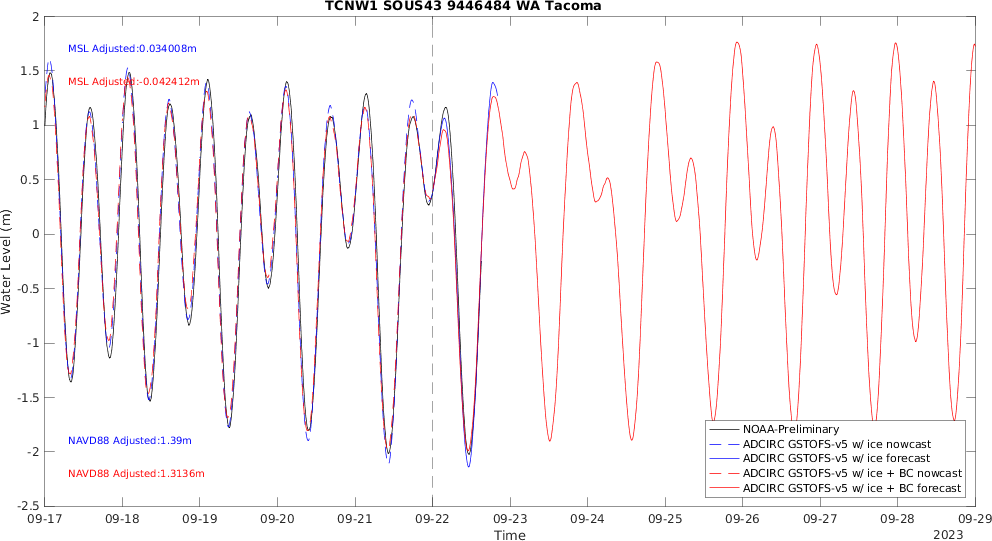 TCNW1 SOUS43 9446484 WA Tacoma
2
1.5
1
0.5
0
-0.5
-1
-1.5
-2
-2.5
Water Level (m)
MSL Adjusted:0.034008m
MSL Adjusted:-0.042412m
NAVD88 Adjusted:1.39m
NAVD88 Adjusted:1.3136m
NOAA-Preliminary
ADCIRC GSTOFS-v5 w/ ice nowcast
ADCIRC GSTOFS-v5 w/ ice forecast
ADCIRC GSTOFS-v5 w/ ice + BC nowcast
ADCIRC GSTOFS-v5 w/ ice + BC forecast
09-17 09-18 09-19 09-20 09-21 09-22 09-23 09-24 09-25 09-26 09-27 09-28 09-29
Time
2023